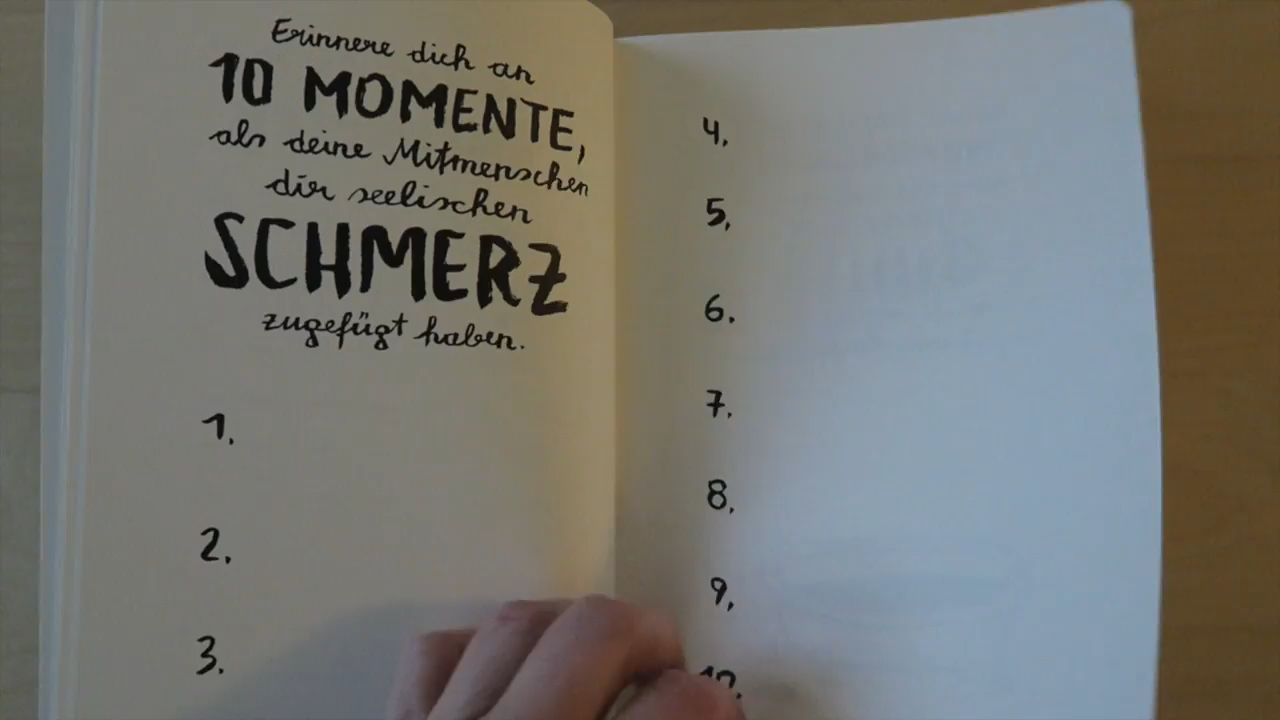 Erinnere dich an
10 MOMENTE,
als deine Mitmenschen
dir seelischen
SCHMERZ
zugefügt haben.
1.
2.
3.
4.
5.
6.
7.
8.
9.
10.